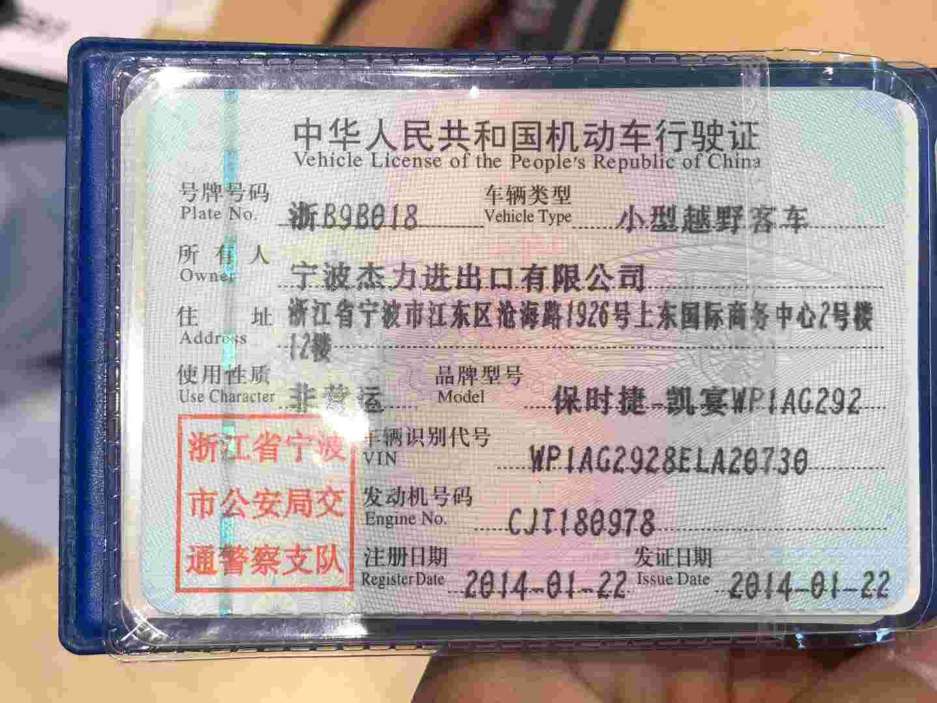 中华人民共和国机动车行驶证
Vehicle License of the People's Republic of China
号牌号码 浙B9B018 车辆类型 小型越野客车
Plate No. Vehicle Type
所有人 宁波杰力进出口有限公司
Owner
住址 浙江省宁波市江东区沧海路1926号上东国际商务中心2号楼
Address 12楼
使用性质 非营运 品牌型号 保时捷-凯宴WP1AG292
Use Character Model
浙江省宁波
市公安局交
通警察支队
车辆识别代号 WP1AG2928ELA20730
VIN
发动机号码 CJT180978
Engine No.
注册日期 2014-01-22 发证日期 2014-01-22
Register Date Issue Date